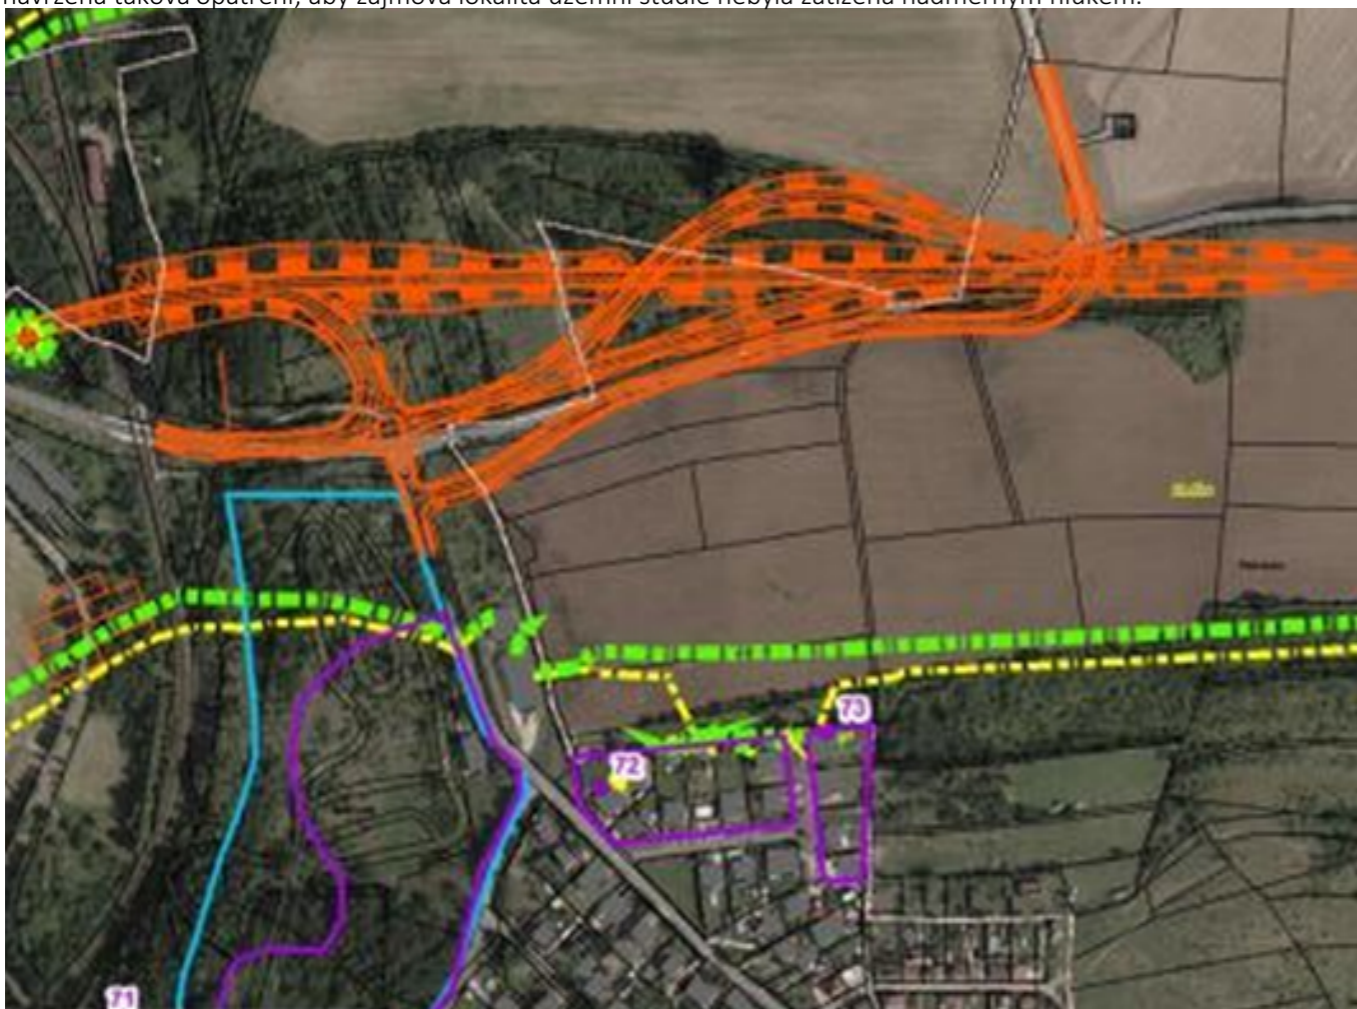 navržena taková opatření, aby zájmová lokalita územní studie nebyla zatížena nadměrným hlukem.
73
72
71